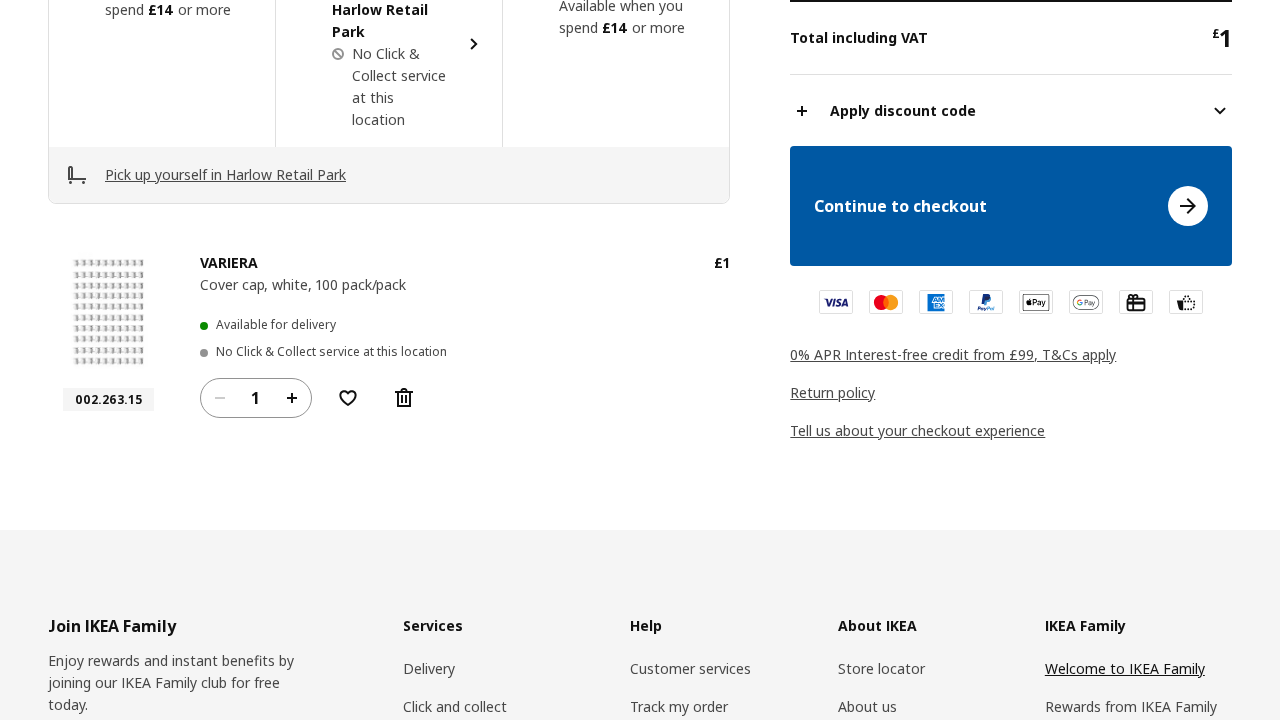 spend £14 or more
Harlow Retail
Park
No Click &
Collect service
at this
location
Available when you
spend £14 or more
Pick up yourself in Harlow Retail Park
VARIERA
£1
Cover cap, white, 100 pack/pack
Available for delivery
No Click & Collect service at this location
002.263.15
1
Total including VAT
£1
Apply discount code
Continue to checkout
VISA
AMEX
PayPal
Pay
G Pay
0% APR Interest-free credit from £99, T&Cs apply
Return policy
Tell us about your checkout experience
Join IKEA Family
Enjoy rewards and instant benefits by
joining our IKEA Family club for free
today.
Services
Delivery
Click and collect
Help
Customer services
Track my order
About IKEA
Store locator
About us
IKEA Family
Welcome to IKEA Family
Rewards from IKEA Family